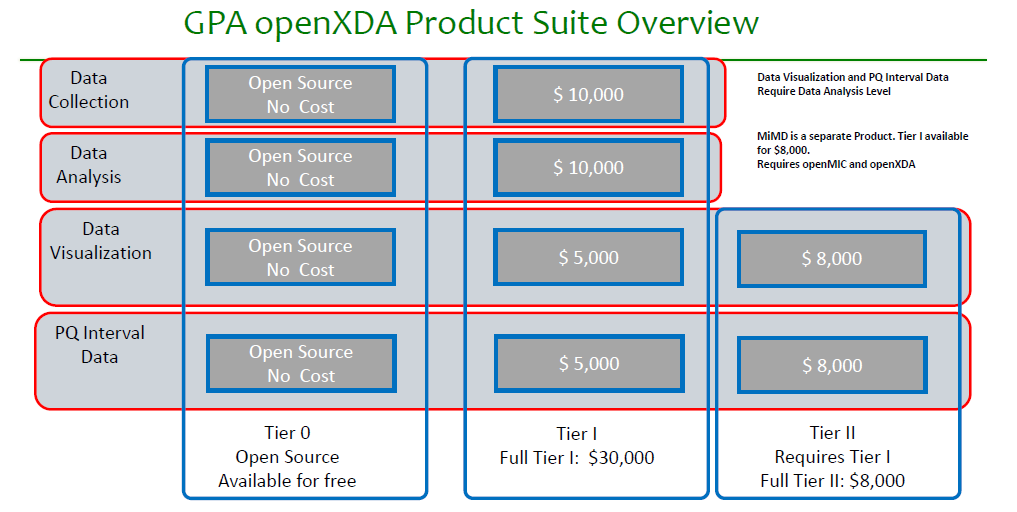 GPA openXDA Product Suite Overview
Data
Collection
Open Source
No Cost
$ 10,000
Data Visualization and PQ Interval Data
Require Data Analysis Level
MiMD is a separate Product. Tier I available
for $8,000.
Requires openMIC and openXDA
Data
Analysis
Open Source
No Cost
$ 10,000
Data
Visualization
Open Source
No Cost
$ 5,000
$ 8,000
PQ Interval
Data
Open Source
No Cost
$ 5,000
$ 8,000
Tier 0
Open Source
Available for free
Tier I
Full Tier I: $30,000
Tier II
Requires Tier I
Full Tier II: $8,000